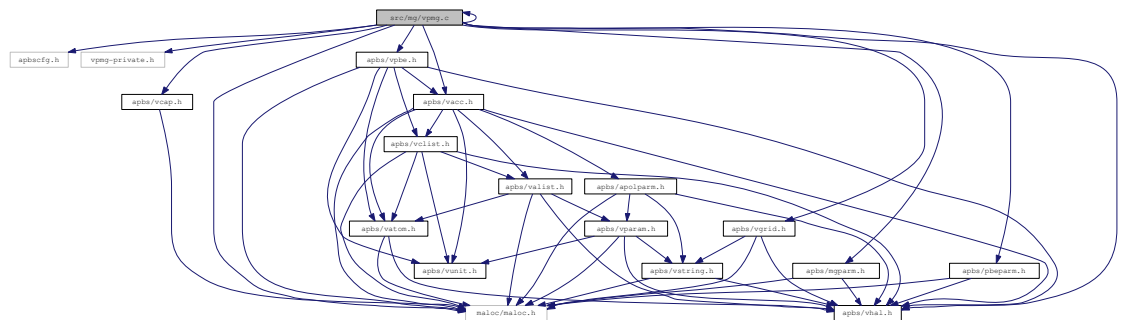 src/mg/vpmg.c
apbscfg.h
vpmg-private.h
apbs/vpbe.h
apbs/vcap.h
apbs/vacc.h
apbs/vclist.h
apbs/valist.h
apbs/apolparm.h
apbs/vatom.h
apbs/vparam.h
apbs/vgrid.h
apbs/vunit.h
apbs/vstring.h
apbs/mgparm.h
apbs/pbeparm.h
maloc/maloc.h
apbs/vhal.h